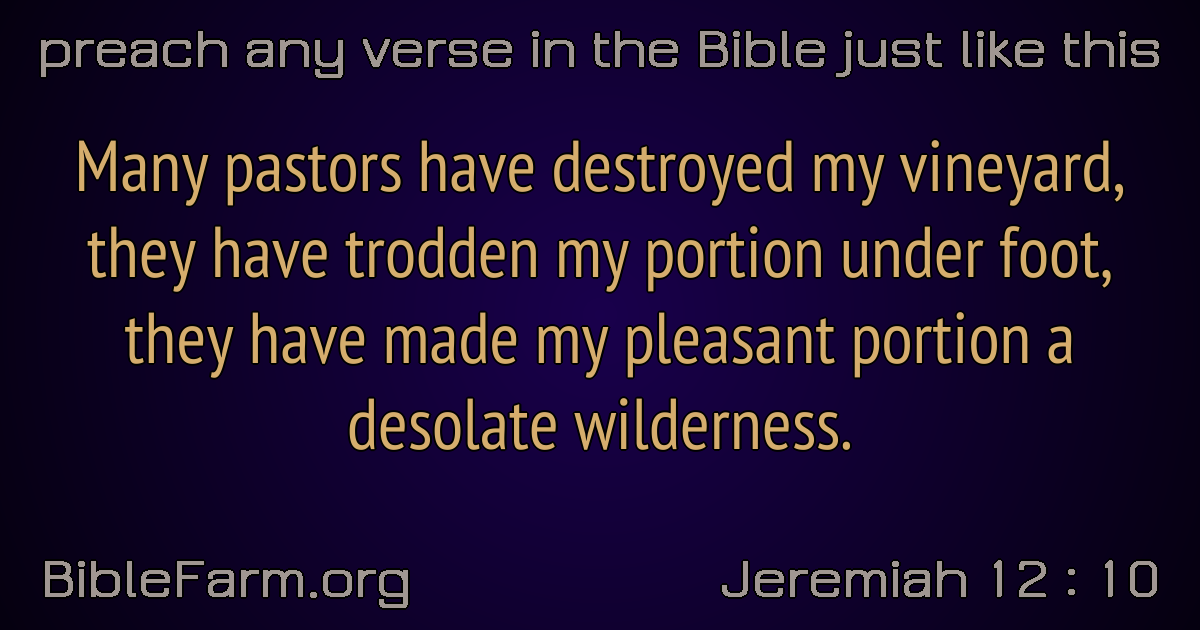 preach any verse in the Bible just like this
Many pastors have destroyed my vineyard,
they have trodden my portion under foot,
they have made my pleasant portion a
desolate wilderness.
BibleFarm.org
Jeremiah 12 : 10